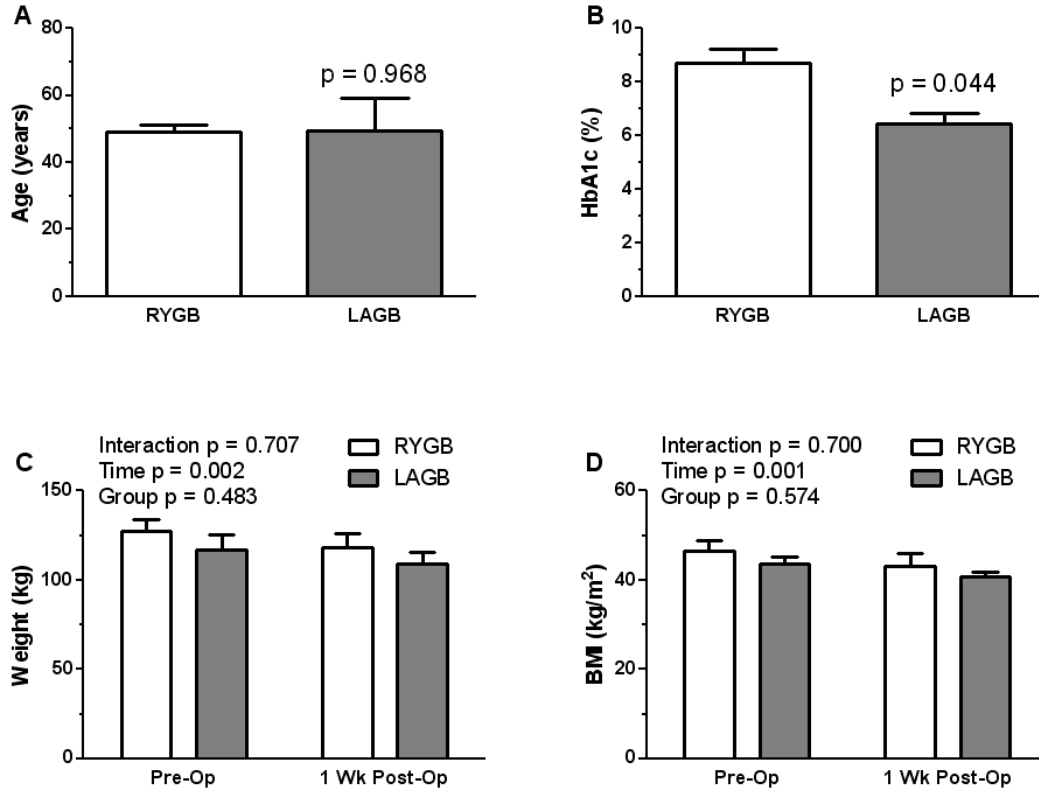 A
80
60
40
20
0
Age (years)
p = 0.968
RYGB
LAGB
B
10
8
6
4
2
0
HbA1c (%)
p = 0.044
RYGB
LAGB
C
Interaction p = 0.707
Time p = 0.002
Group p = 0.483
RYGB
LAGB
150
100
50
0
Weight (kg)
Pre-Op
1 Wk Post-Op
D
Interaction p = 0.700
Time p = 0.001
Group p = 0.574
RYGB
LAGB
60
40
20
0
BMI (kg/m²)
Pre-Op
1 Wk Post-Op